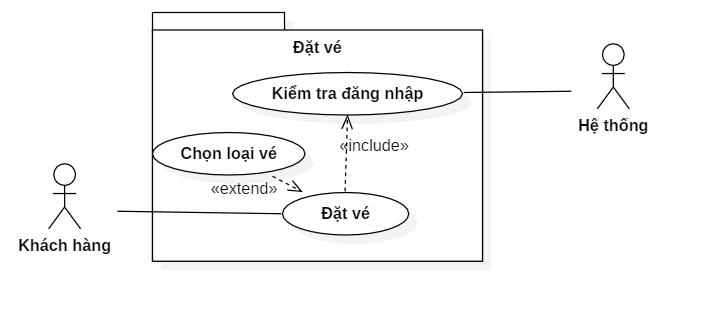 Đặt vé
Kiểm tra đăng nhập
Hệ thống
«include»
Chọn loại vé
«extend»
Đặt vé
Khách hàng